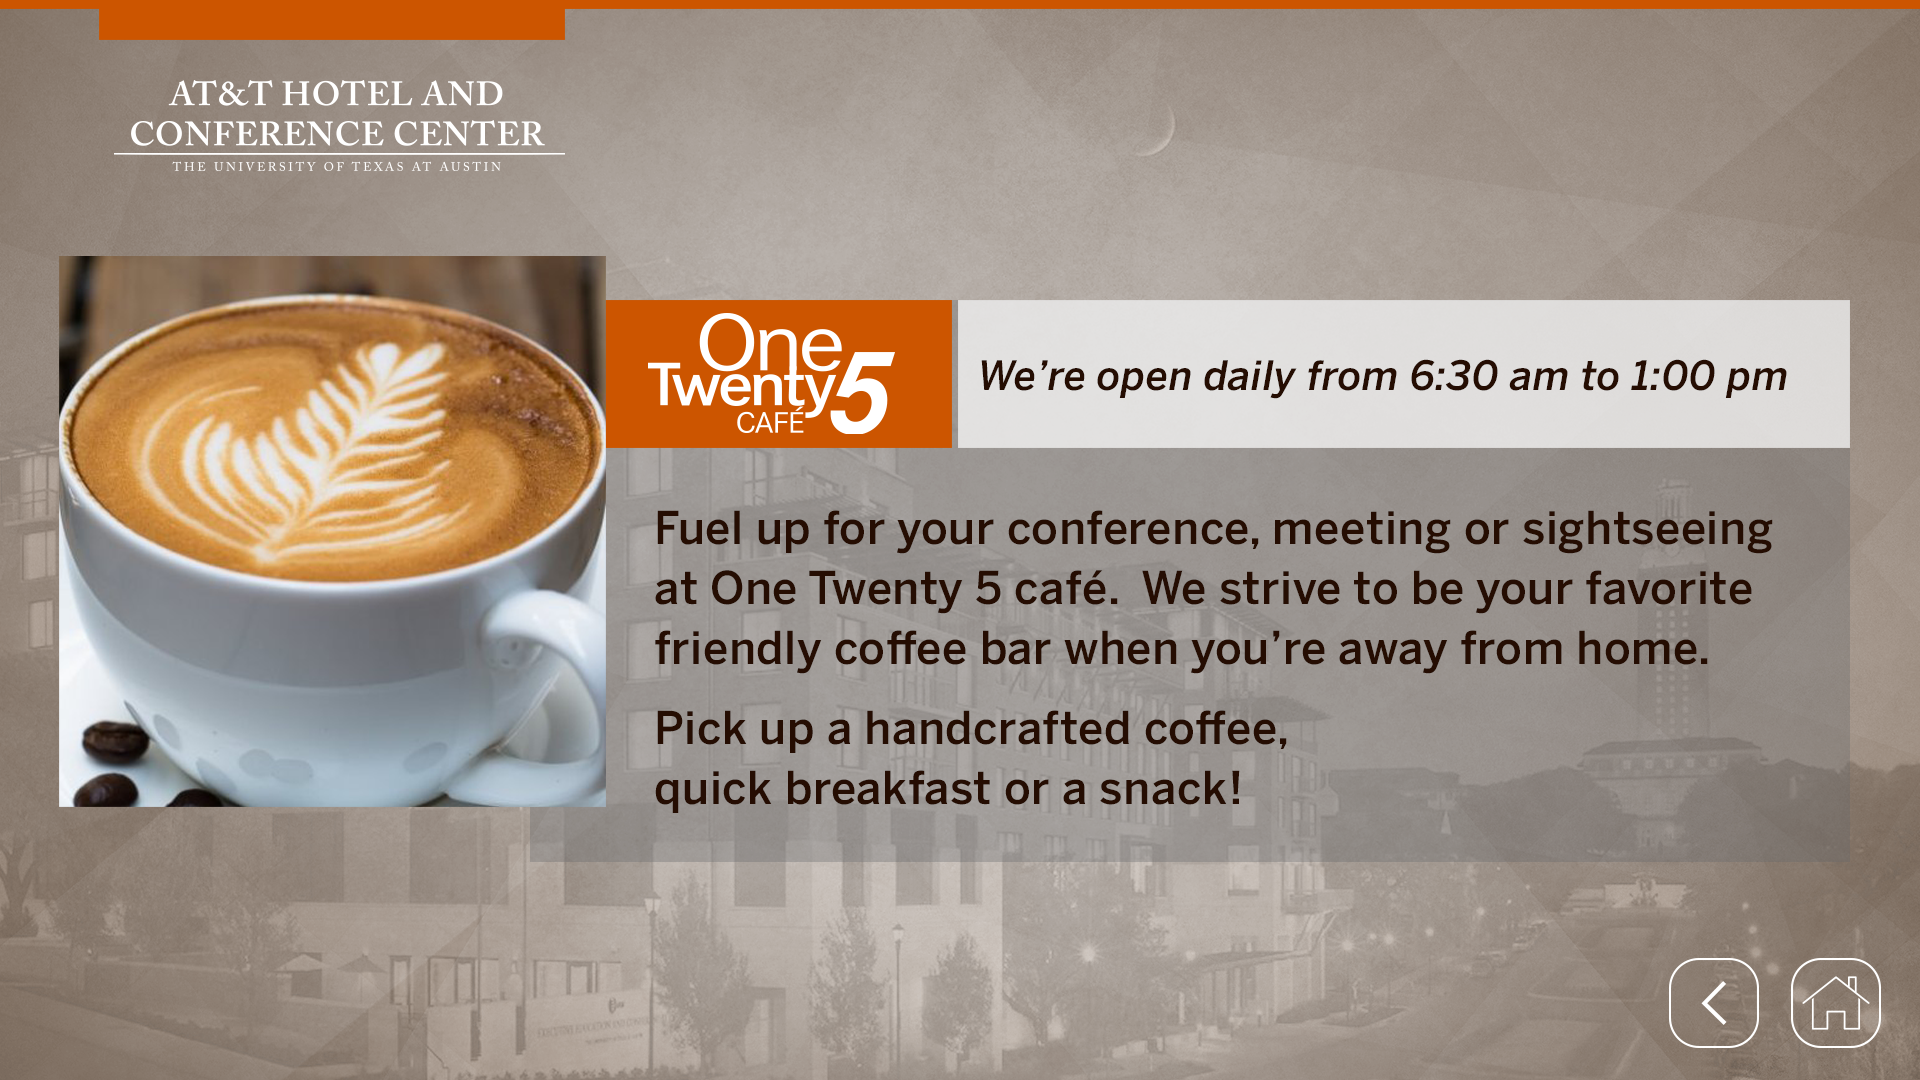 AT&T HOTEL AND
CONFERENCE CENTER
THE UNIVERSITY OF TEXAS AT AUSTIN
One
Twenty5
CAFÉ
We’re open daily from 6:30 am to 1:00 pm
Fuel up for your conference, meeting or sightseeing
at One Twenty 5 café.  We strive to be your favorite
friendly coffee bar when you’re away from home.
Pick up a handcrafted coffee,
quick breakfast or a snack!